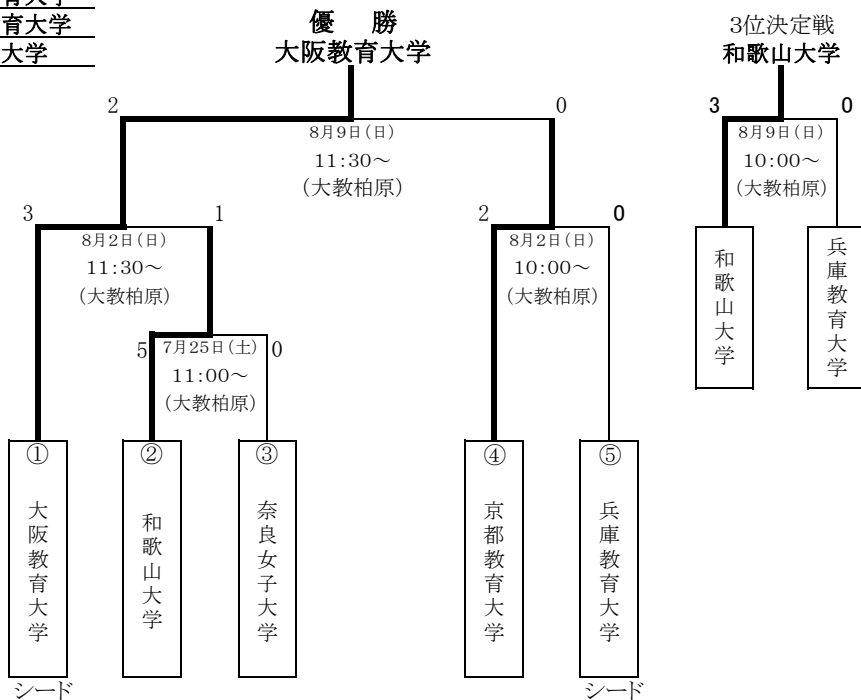 育大学
大学
優　勝
大阪教育大学
3位決定戦
和歌山大学
2
0
8月9日(日)
11:30～
(大教柏原)
3
0
8月9日(日)
10:00～
(大教柏原)
和歌山大学
兵庫教育大学
3
1
8月2日(日)
11:30～
(大教柏原)
2
0
8月2日(日)
10:00～
(大教柏原)
5
0
7月25日(土)
11:00～
(大教柏原)
①
大阪教育大学
シード
②
和歌山大学
③
奈良女子大学
④
京都教育大学
⑤
兵庫教育大学
シード